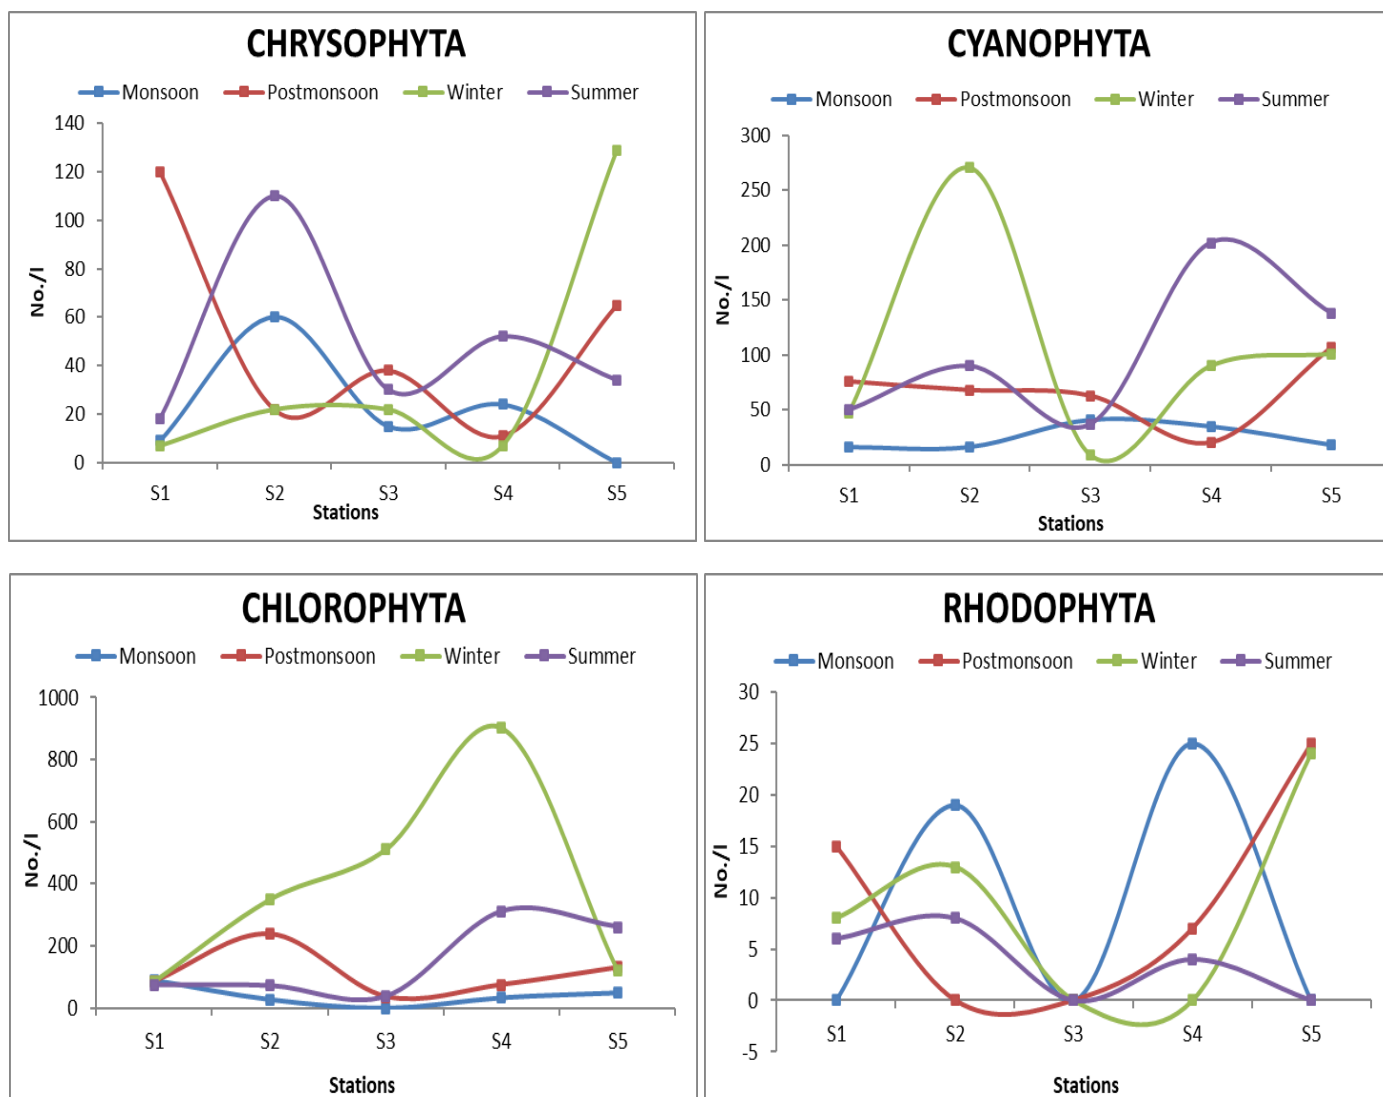 CHRYSOPHYTA
Monsoon Postmonsoon Winter Summer
140
120
100
80
60
40
20
0
No./l
S1 S2 S3 S4 S5
Stations
CYANOPHYTA
Monsoon Postmonsoon Winter Summer
300
250
200
150
100
50
0
No./l
S1 S2 S3 S4 S5
Stations
CHLOROPHYTA
Monsoon Postmonsoon Winter Summer
1000
800
600
400
200
0
No./l
S1 S2 S3 S4 S5
Stations
RHODOPHYTA
Monsoon Postmonsoon Winter Summer
30
25
20
15
10
5
0
-5
No./l
S1 S2 S3 S4 S5
Stations